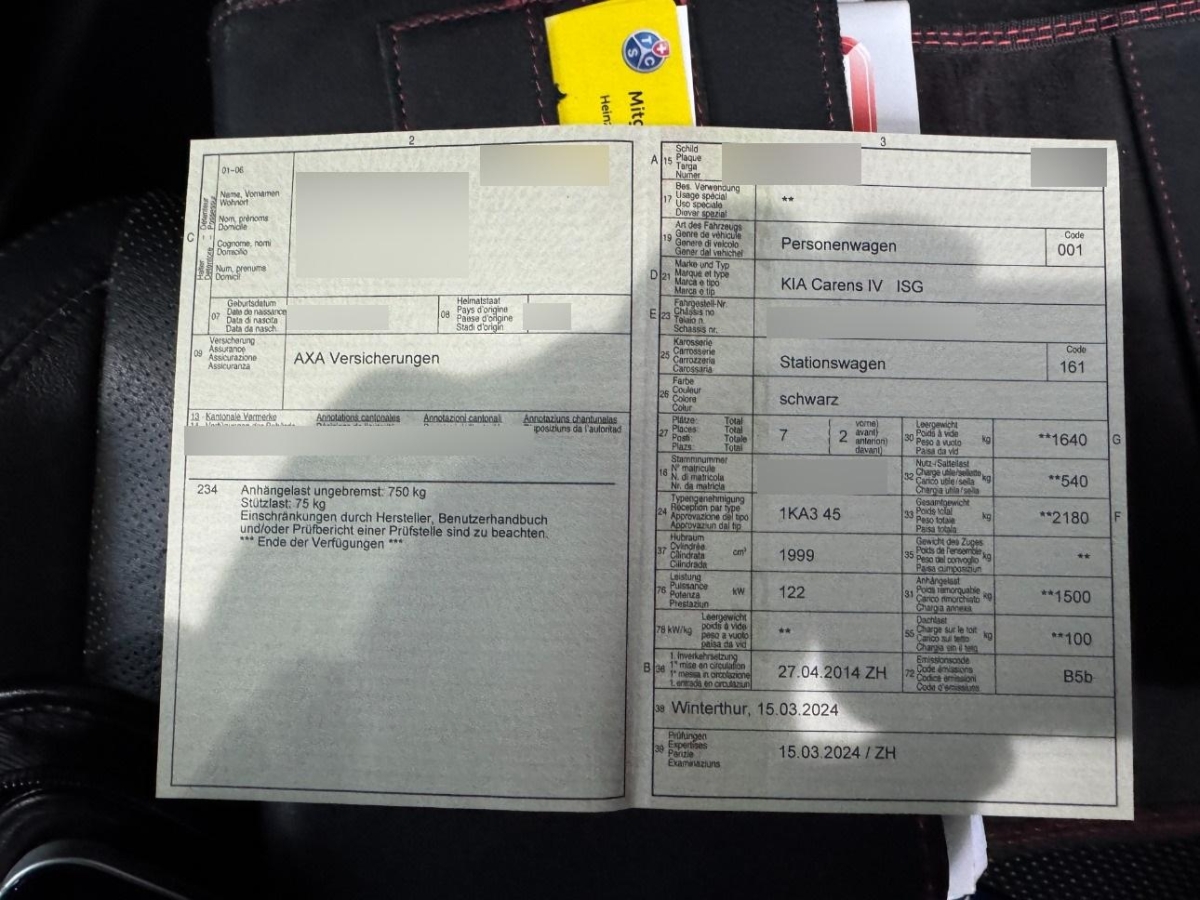 TCS
Mitg
Heinz
2
01-06
C
Halter Détenteur
Detentore Possessur
Name, Vornamen
Wohnort
Nom, prénoms
Domicile
Cognome, nomi
Domicilio
Num, prenums
Domicil
07
Geburtsdatum
Date de naissance
Data di nascita
Data da nasch.
08
Heimatstaat
Pays d'origine
Paese d'origine
Stadi d'origin
09
Versicherung
Assurance
Assicurazione
Assicuranza
AXA Versicherungen
13 Kantonale Vermerke Annotations cantonales Annotazioni cantonali Annotaziuns chantunalas
posiziuns da l'autoritad
234 Anhängelast ungebremst: 750 kg
Stützlast: 75 kg
Einschränkungen durch Hersteller, Benutzerhandbuch
und/oder Prüfbericht einer Prüfstelle sind zu beachten.
*** Ende der Verfügungen ***
3
A 15
Schild
Plaque
Targa
Numer
17
Bes. Verwendung
Usage spécial
Uso speciale
Diever spezial
**
19
Art des Fahrzeugs
Genre de véhicule
Genere di veicolo
Gener dal vehichel
Personenwagen
Code
001
D 21
Marke und Typ
Marque et type
Marca e tipo
Marca e tip
KIA Carens IV ISG
E 23
Fahrgestell-Nr.
Châssis no
Telaio n.
Schassis nr.
25
Karosserie
Carrosserie
Carrozzeria
Carossaria
Stationswagen
Code
161
26
Farbe
Couleur
Colore
Colur
schwarz
27
Plätze: Total
Places: Total
Posti: Totale
Plazs: Total
7 ( 2 vorne)
avant)
anteriori)
davant)
30
Leergewicht
Poids à vide
Peso a vuoto
Paisa da vid
kg
**1640
G
18
Stammnummer
N° matricule
N. di matricola
Nr. da matricla
32
Nutz-/Sattellast
Charge utile/sellette
Carico utile/sella
Chargia utila/sella
kg
**540
24
Typengenehmigung
Réception par type
Approvazione del tipo
Approvaziun dal tip
1KA3 45
33
Gesamtgewicht
Poids total
Peso totale
Paisa totala
kg
**2180
F
37
Hubraum
Cylindrée
Cilindrata
Cilindrada
cm³
1999
35
Gewicht des Zuges
Poids de l'ensemble
Peso del convoglio
Paisa cumposiziun
kg
**
76
Leistung
Puissance
Potenza
Prestaziun
kW
122
31
Anhängelast
Poids remorquable
Carico rimorchiato
Chargia annexa
kg
**1500
78 kW/kg
Leergewicht
poids à vide
peso a vuoto
paisa da vid
**
55
Dachlast
Charge sur le toit
Carico sul tetto
Chargia sin il tetg
kg
**100
B 36
1. Inverkehrsetzung
1re mise en circulation
1a messa in circolazione
1. entrada en circulaziun
27.04.2014 ZH
72
Emissionscode
Code émissions
Codice emissioni
Code d'emissiuns
B5b
38 Winterthur, 15.03.2024
39
Prüfungen
Expertises
Perizie
Examinaziuns
15.03.2024 / ZH